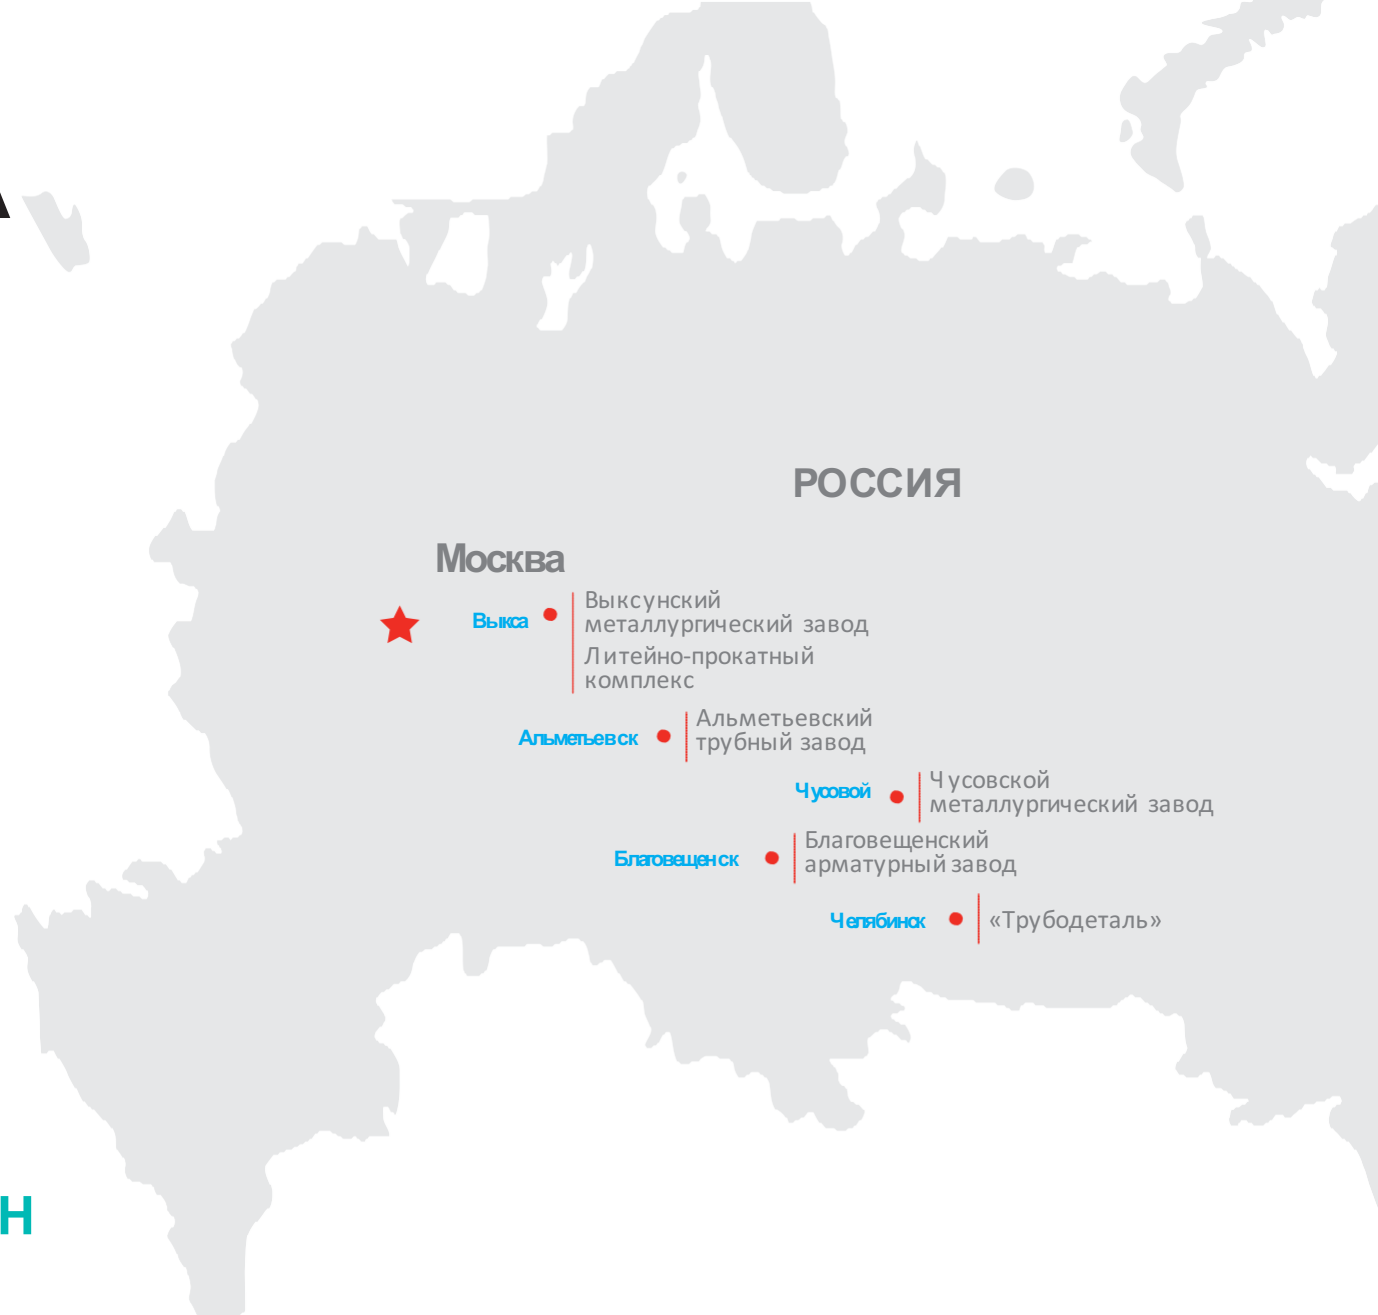 А
РОССИЯ
Москва
Выкса
Выксунский
металлургический завод
Литейно-прокатный
комплекс
Альметьевск
Альметьевский
трубный завод
Чусовой
Чусовской
металлургический завод
Благовещенск
Благовещенский
арматурный завод
Челябинск
«Трубодеталь»
Н